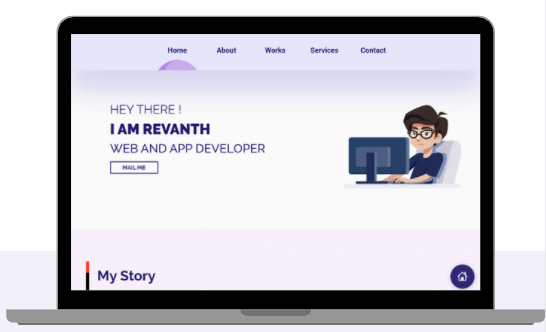 Home About Works Services Contact
HEY THERE !
I AM REVANTH
WEB AND APP DEVELOPER
MAIL ME
My Story